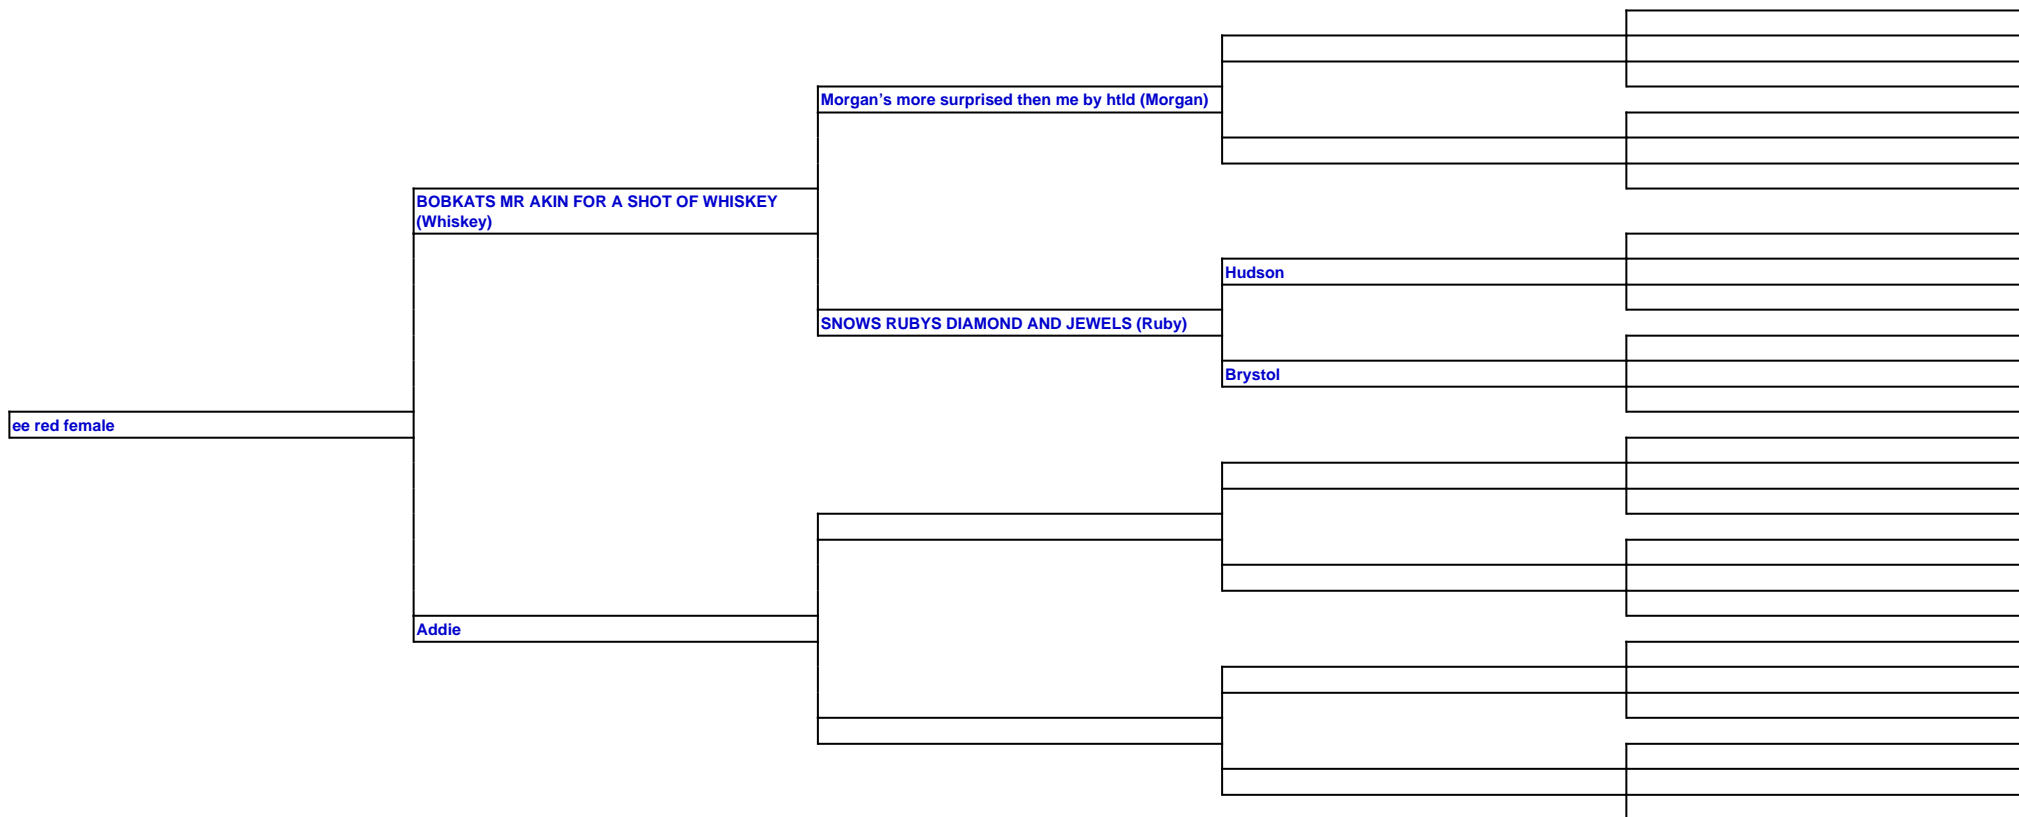 Morgan’s more surprised then me by htld (Morgan)
BOBKATS MR AKIN FOR A SHOT OF WHISKEY
(Whiskey)
Hudson
SNOWS RUBYS DIAMOND AND JEWELS (Ruby)
Brystol
ee red female
Addie